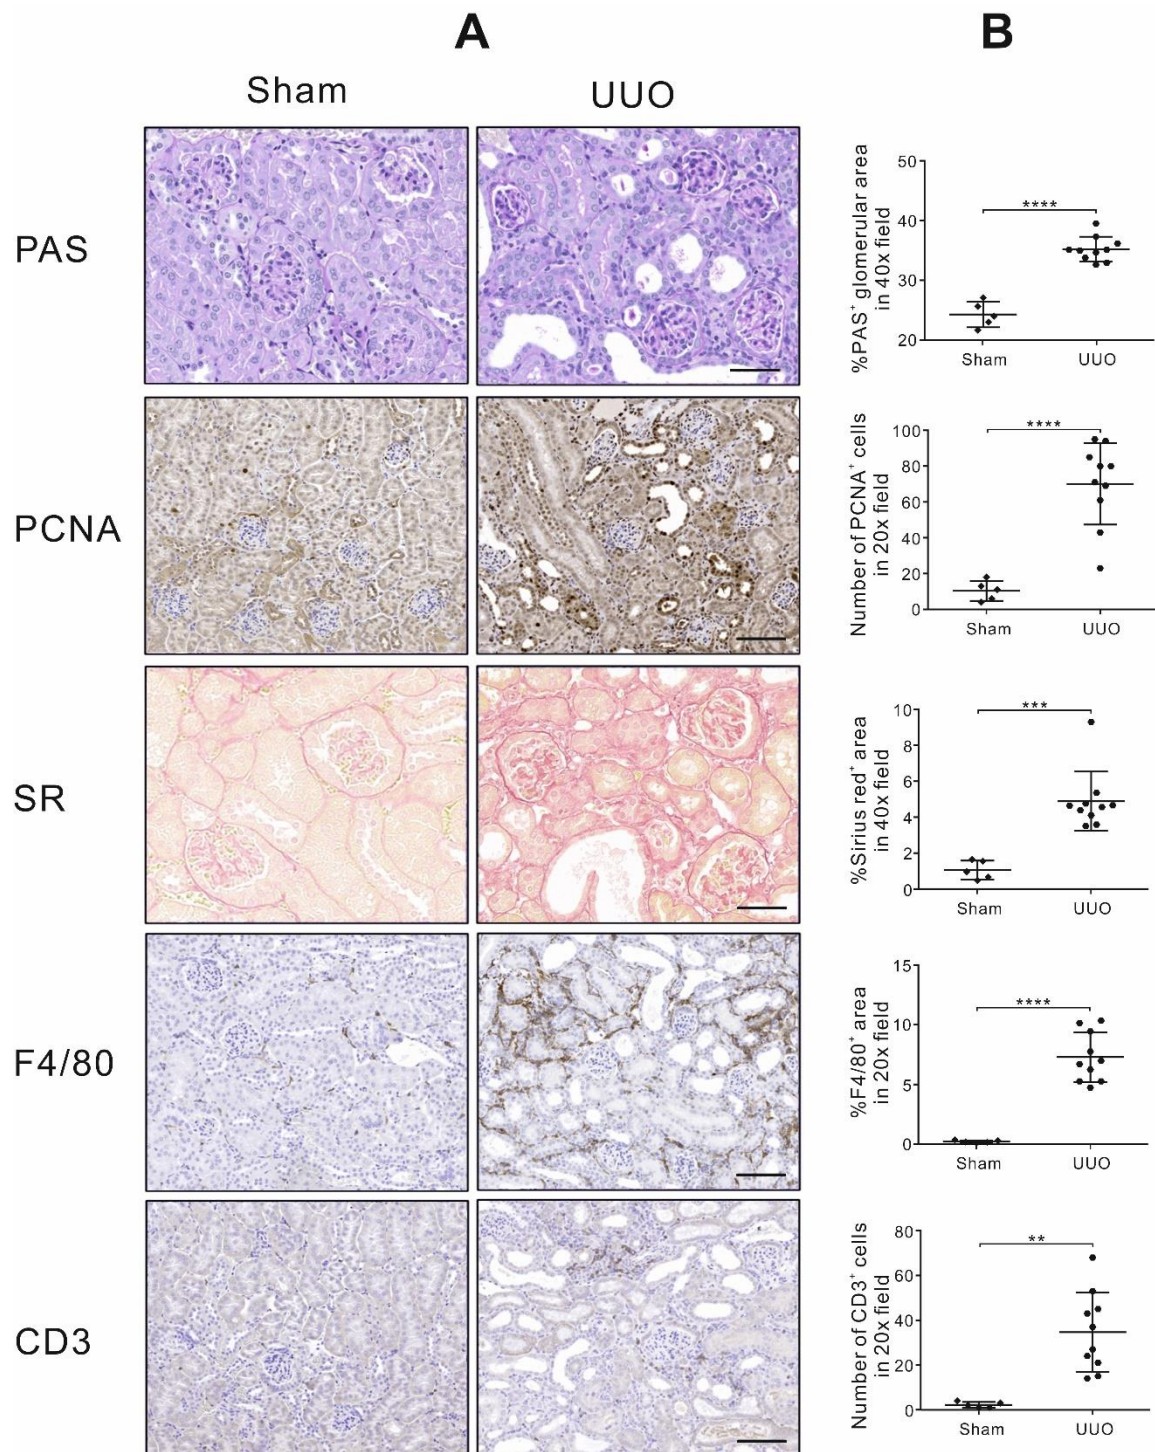 A
B
Sham
UUO
PAS
%PAS⁺ glomerular area
in 40x field
50
40
30
20
****
Sham
UUO
PCNA
Number of PCNA⁺ cells
in 20x field
100
80
60
40
20
0
****
Sham
UUO
SR
%Sirius red⁺ area
in 40x field
10
8
6
4
2
0
***
Sham
UUO
F4/80
%F4/80⁺ area
in 20x field
15
10
5
0
****
Sham
UUO
CD3
Number of CD3⁺ cells
in 20x field
80
60
40
20
0
**
Sham
UUO